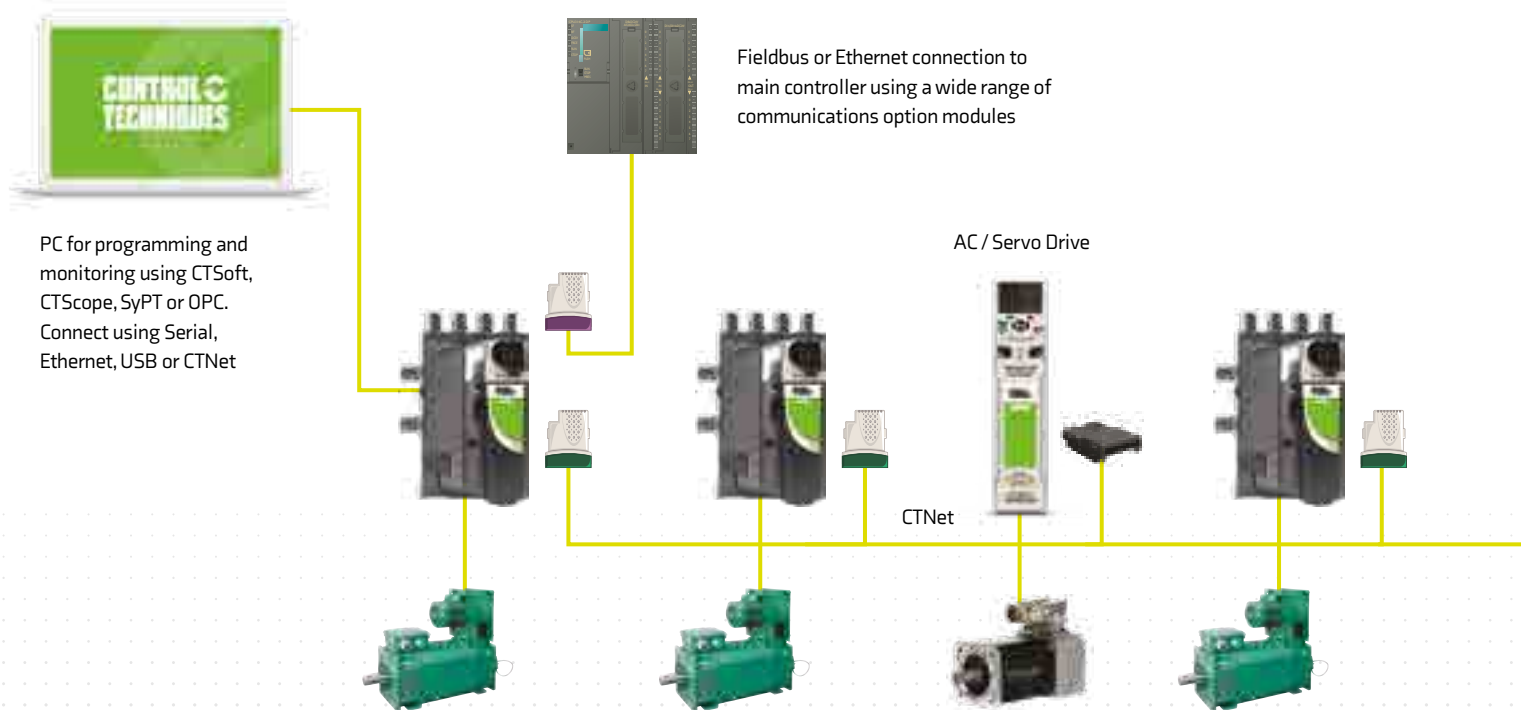 CONTROL
TECHNIQUES
Fieldbus or Ethernet connection to
main controller using a wide range of
communications option modules
PC for programming and
monitoring using CTSoft,
CTScope, SyPT or OPC.
Connect using Serial,
Ethernet, USB or CTNet
AC / Servo Drive
CTNet